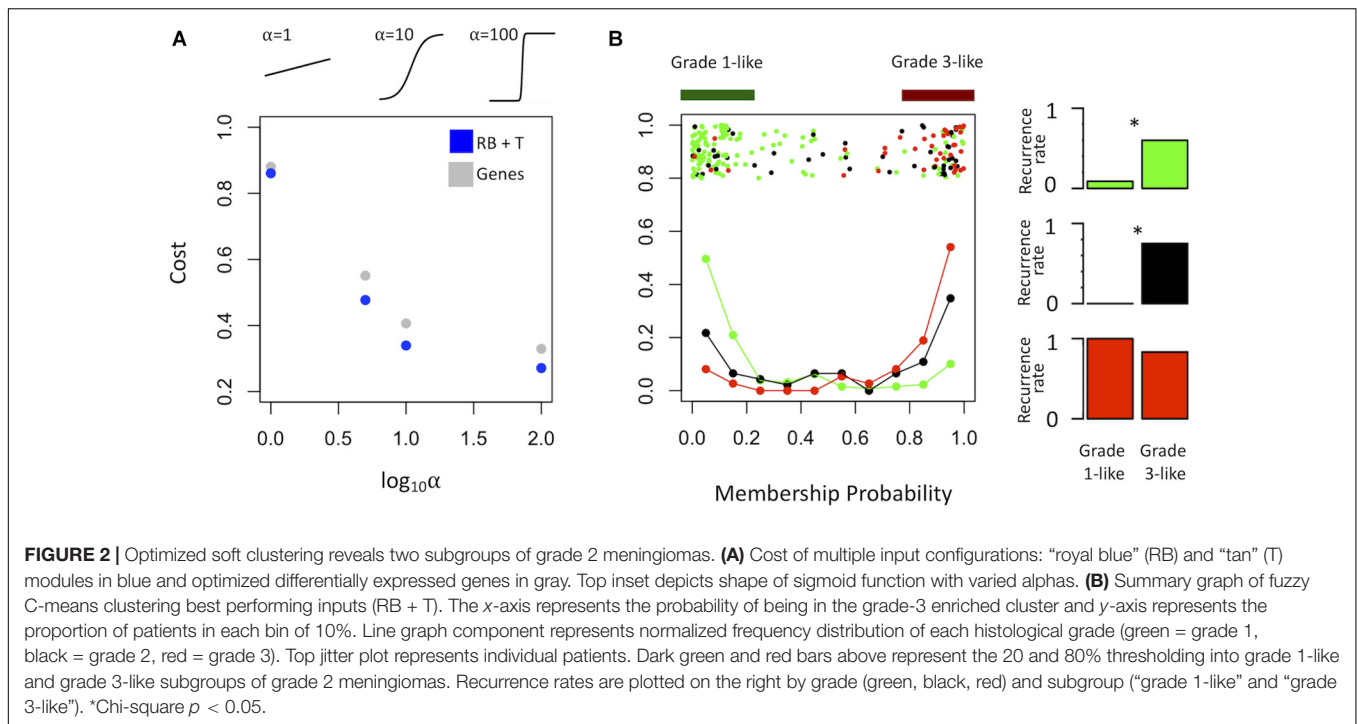 A
α=1
α=10
α=100
RB + T
Genes
Cost
1.0
0.8
0.6
0.4
0.2
0.0
0.5
1.0
1.5
2.0
log₁₀α
B
Grade 1-like
Grade 3-like
1.0
0.8
0.6
0.4
0.2
0.0
0.0
0.2
0.4
0.6
0.8
1.0
Membership Probability
Recurrence
rate
1
0
*
Recurrence
rate
1
0
*
Recurrence
rate
1
0
Grade
1-like
Grade
3-like
FIGURE 2 | Optimized soft clustering reveals two subgroups of grade 2 meningiomas. (A) Cost of multiple input configurations: “royal blue” (RB) and “tan” (T)
modules in blue and optimized differentially expressed genes in gray. Top inset depicts shape of sigmoid function with varied alphas. (B) Summary graph of fuzzy
C-means clustering best performing inputs (RB + T). The x-axis represents the probability of being in the grade-3 enriched cluster and y-axis represents the
proportion of patients in each bin of 10%. Line graph component represents normalized frequency distribution of each histological grade (green = grade 1,
black = grade 2, red = grade 3). Top jitter plot represents individual patients. Dark green and red bars above represent the 20 and 80% thresholding into grade 1-like
and grade 3-like subgroups of grade 2 meningiomas. Recurrence rates are plotted on the right by grade (green, black, red) and subgroup (“grade 1-like” and “grade
3-like”). *Chi-square p < 0.05.